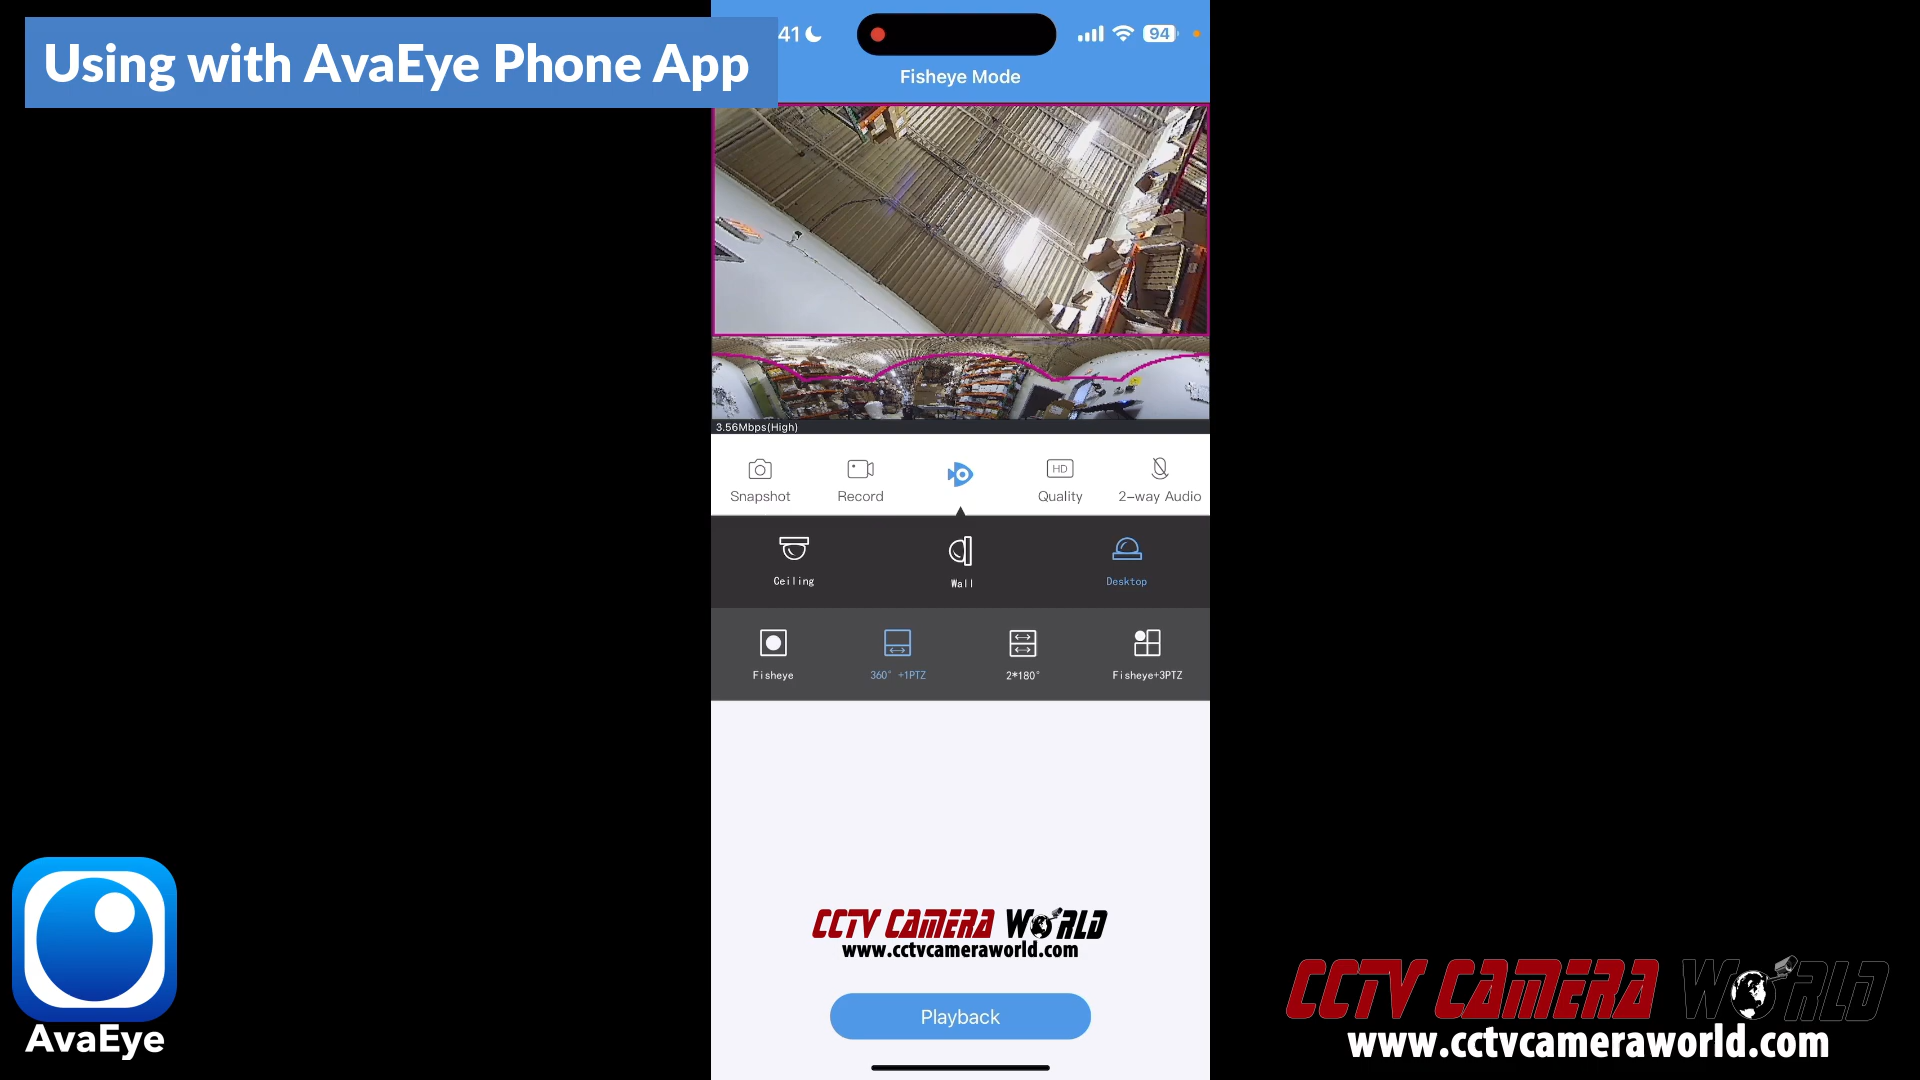 Using with AvaEye Phone App
41
94
Fisheye Mode
3.56Mbps(High)
Snapshot
Record
HD
Quality
2-way Audio
Ceiling
Wall
Desktop
Fisheye
360° +1PTZ
2*180°
Fisheye+3PTZ
CCTV CAMERA WORLD
www.cctvcameraworld.com
Playback
AvaEye
CCTV CAMERA WORLD
www.cctvcameraworld.com